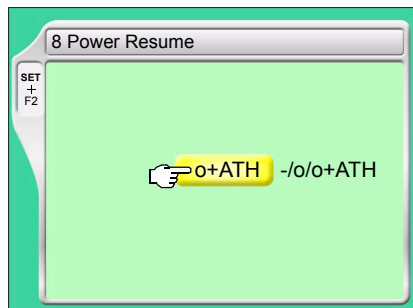 8 Power Resume
SET
+
F2
o+ATH -/o/o+ATH